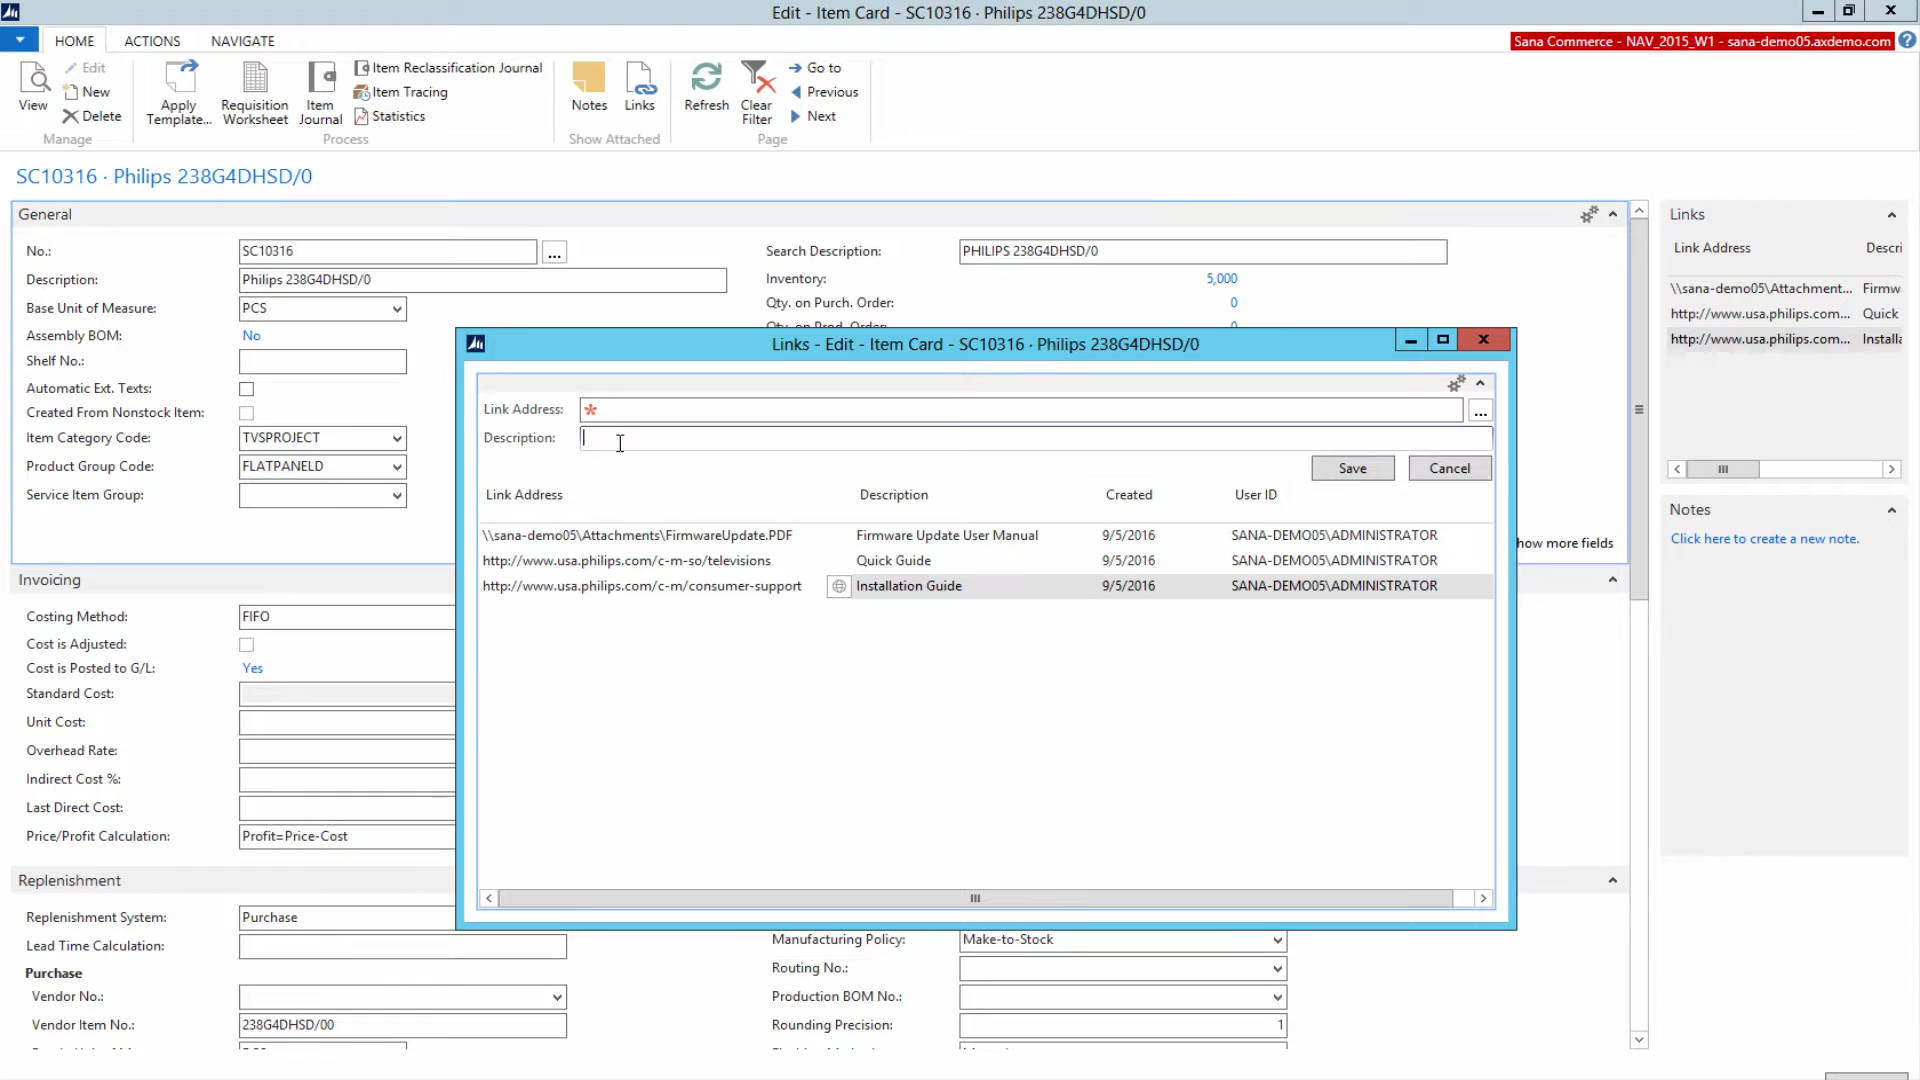 Edit - Item Card - SC10316 · Philips 238G4DHSD/0
HOME ACTIONS NAVIGATE
Sana Commerce - NAV_2015_W1 - sana-demo05.axdemo.com
View
Edit
New
Delete
Manage
Apply Template...
Requisition Worksheet
Item Journal
Item Reclassification Journal
Item Tracing
Statistics
Process
Notes
Links
Show Attached
Refresh
Clear Filter
Go to
Previous
Next
Page
SC10316 · Philips 238G4DHSD/0
General
No.: SC10316 ...
Description: Philips 238G4DHSD/0
Base Unit of Measure: PCS
Assembly BOM: No
Shelf No.:
Automatic Ext. Texts:
Created From Nonstock Item:
Item Category Code: TVSPROJECT
Product Group Code: FLATPANELD
Service Item Group:
Search Description: PHILIPS 238G4DHSD/0
Inventory: 5,000
Qty. on Purch. Order: 0
Qty. on Prod. Order: 0
how more fields
Links - Edit - Item Card - SC10316 · Philips 238G4DHSD/0
Link Address: * ...
Description:
Save Cancel
Link Address Description Created User ID
\\sana-demo05\Attachments\FirmwareUpdate.PDF Firmware Update User Manual 9/5/2016 SANA-DEMO05\ADMINISTRATOR
http://www.usa.philips.com/c-m-so/televisions Quick Guide 9/5/2016 SANA-DEMO05\ADMINISTRATOR
http://www.usa.philips.com/c-m/consumer-support Installation Guide 9/5/2016 SANA-DEMO05\ADMINISTRATOR
Invoicing
Costing Method: FIFO
Cost is Adjusted:
Cost is Posted to G/L: Yes
Standard Cost:
Unit Cost:
Overhead Rate:
Indirect Cost %:
Last Direct Cost:
Price/Profit Calculation: Profit=Price-Cost
Replenishment
Replenishment System: Purchase
Lead Time Calculation:
Purchase
Vendor No.:
Vendor Item No.: 238G4DHSD/00
Manufacturing Policy: Make-to-Stock
Routing No.:
Production BOM No.:
Rounding Precision: 1
Links
Link Address Descri
\\sana-demo05\Attachment... Firmw
http://www.usa.philips.com... Quick
http://www.usa.philips.com... Installa
Notes
Click here to create a new note.